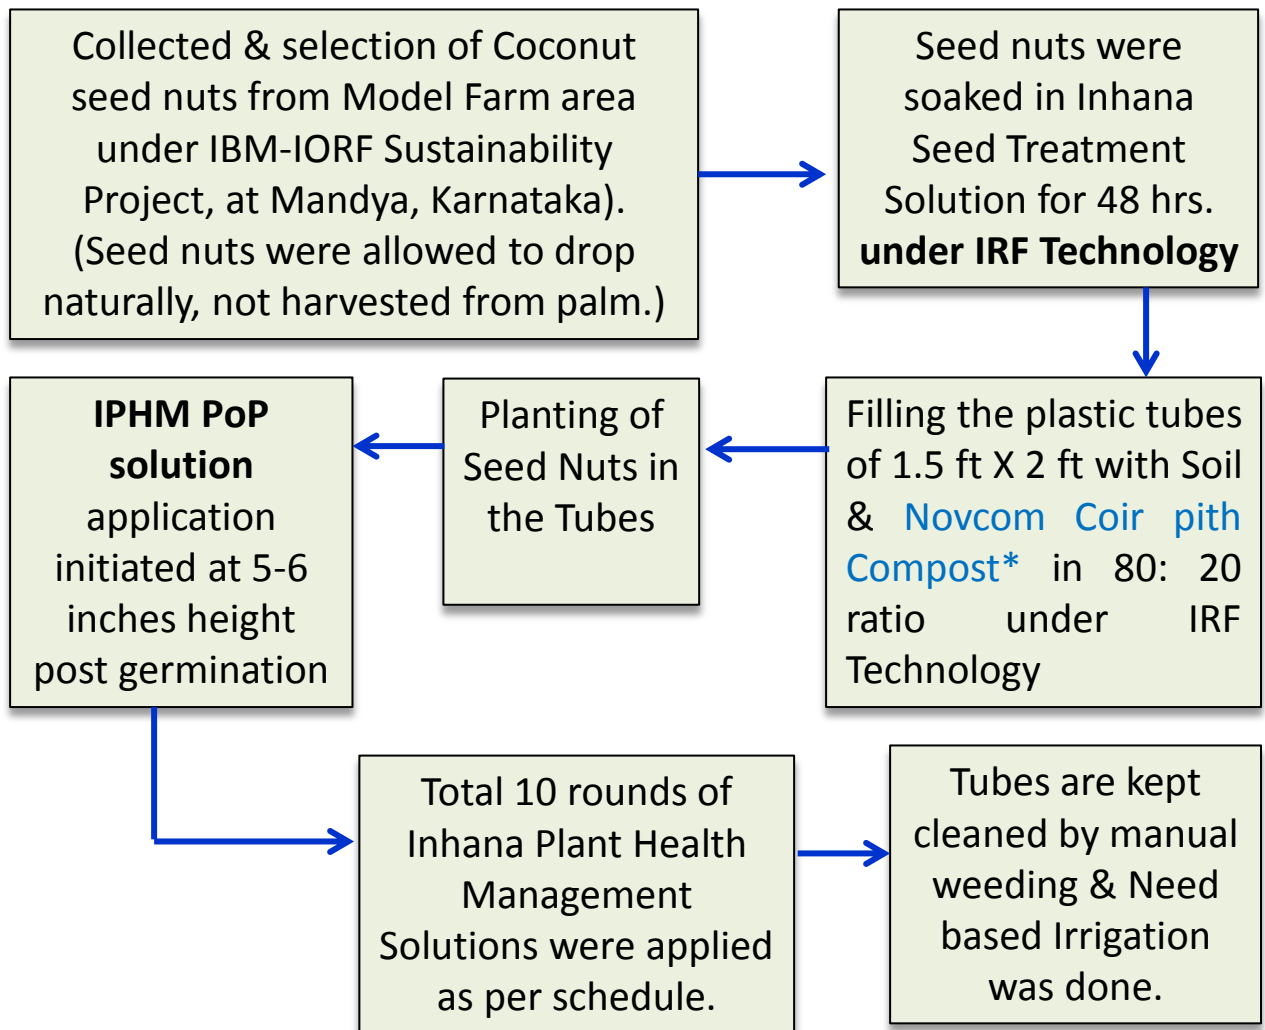 Collected & selection of Coconut
seed nuts from Model Farm area
under IBM-IORF Sustainability
Project, at Mandya, Karnataka).
(Seed nuts were allowed to drop
naturally, not harvested from palm.)
Seed nuts were
soaked in Inhana
Seed Treatment
Solution for 48 hrs.
under IRF Technology
Filling the plastic tubes
of 1.5 ft X 2 ft with Soil
& Novcom Coir pith
Compost* in 80: 20
ratio under IRF
Technology
Planting of
Seed Nuts in
the Tubes
IPHM PoP
solution
application
initiated at 5-6
inches height
post germination
Total 10 rounds of
Inhana Plant Health
Management
Solutions were applied
as per schedule.
Tubes are kept
cleaned by manual
weeding & Need
based Irrigation
was done.